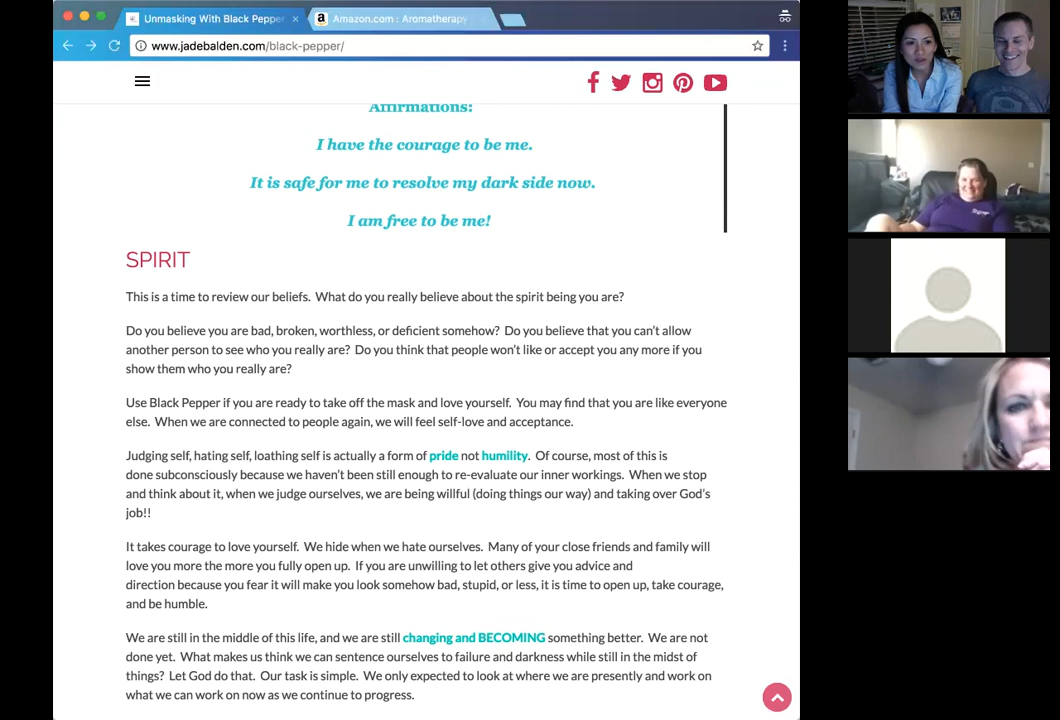 Unmasking With Black Pepper
Amazon.com : Aromatherapy
www.jadebalden.com/black-pepper/
Affirmations:
I have the courage to be me.
It is safe for me to resolve my dark side now.
I am free to be me!
SPIRIT
This is a time to review our beliefs. What do you really believe about the spirit being you are?
Do you believe you are bad, broken, worthless, or deficient somehow? Do you believe that you can't allow
another person to see who you really are? Do you think that people won't like or accept you any more if you
show them who you really are?
Use Black Pepper if you are ready to take off the mask and love yourself. You may find that you are like everyone
else. When we are connected to people again, we will feel self-love and acceptance.
Judging self, hating self, loathing self is actually a form of pride not humility. Of course, most of this is
done subconsciously because we haven't been still enough to re-evaluate our inner workings. When we stop
and think about it, when we judge ourselves, we are being willful (doing things our way) and taking over God's
job!!
It takes courage to love yourself. We hide when we hate ourselves. Many of your close friends and family will
love you more the more you fully open up. If you are unwilling to let others give you advice and
direction because you fear it will make you look somehow bad, stupid, or less, it is time to open up, take courage,
and be humble.
We are still in the middle of this life, and we are still changing and BECOMING something better. We are not
done yet. What makes us think we can sentence ourselves to failure and darkness while still in the midst of
things? Let God do that. Our task is simple. We only expected to look at where we are presently and work on
what we can work on now as we continue to progress.